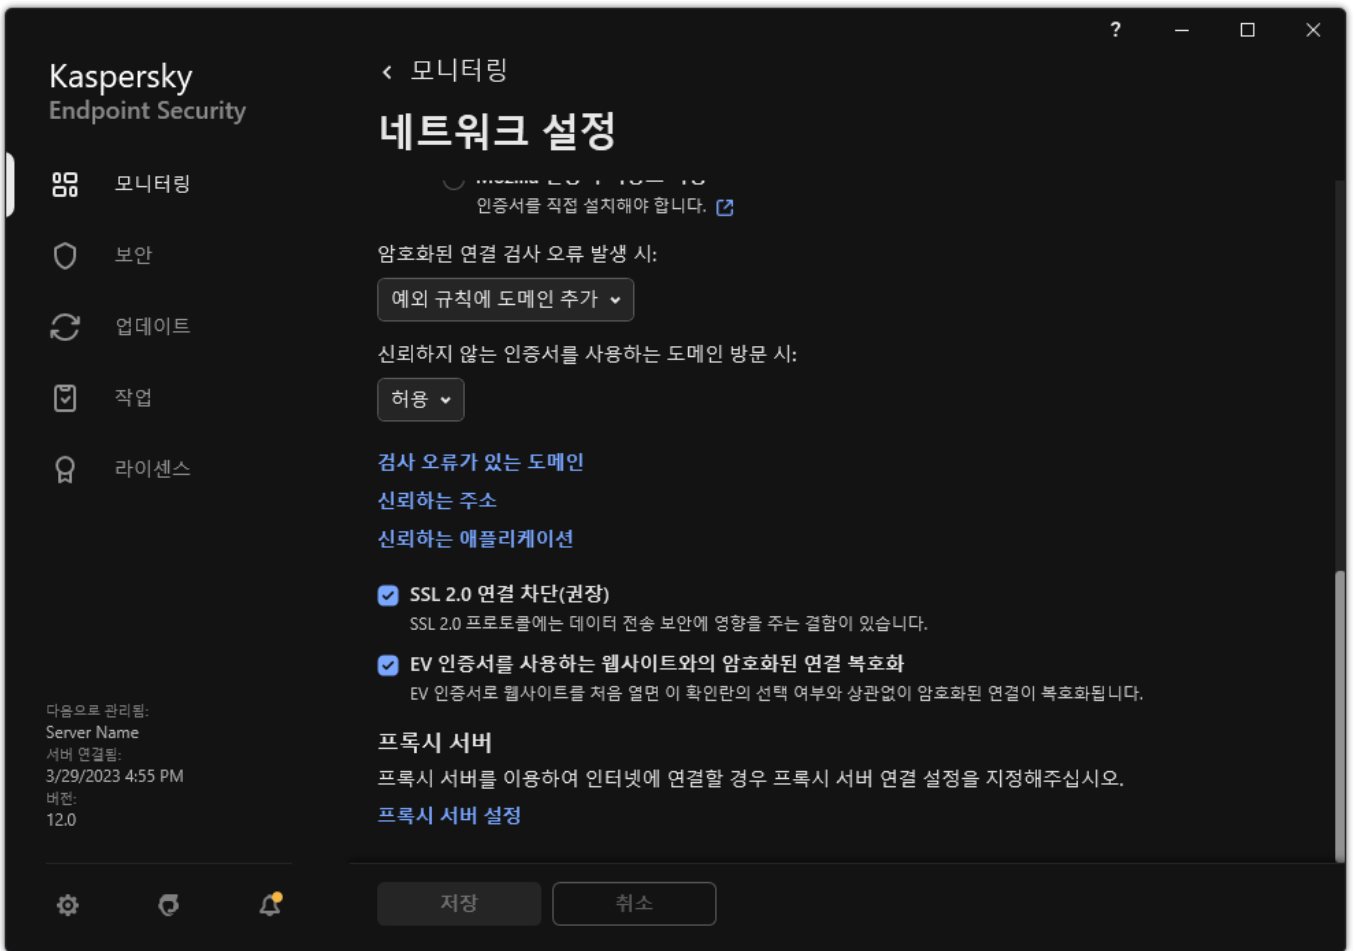 ?
Kaspersky
Endpoint Security
모니터링
보안
업데이트
작업
라이센스
다음으로 관리됨:
Server Name
서버 연결됨:
3/29/2023 4:55 PM
버전:
12.0
모니터링
네트워크 설정
인증서를 직접 설치해야 합니다.
암호화된 연결 검사 오류 발생 시:
예외 규칙에 도메인 추가
신뢰하지 않는 인증서를 사용하는 도메인 방문 시:
허용
검사 오류가 있는 도메인
신뢰하는 주소
신뢰하는 애플리케이션
SSL 2.0 연결 차단(권장)
SSL 2.0 프로토콜에는 데이터 전송 보안에 영향을 주는 결함이 있습니다.
EV 인증서를 사용하는 웹사이트와의 암호화된 연결 복호화
EV 인증서로 웹사이트를 처음 열면 이 확인란의 선택 여부와 상관없이 암호화된 연결이 복호화됩니다.
프록시 서버
프록시 서버를 이용하여 인터넷에 연결할 경우 프록시 서버 연결 설정을 지정해주십시오.
프록시 서버 설정
저장
취소